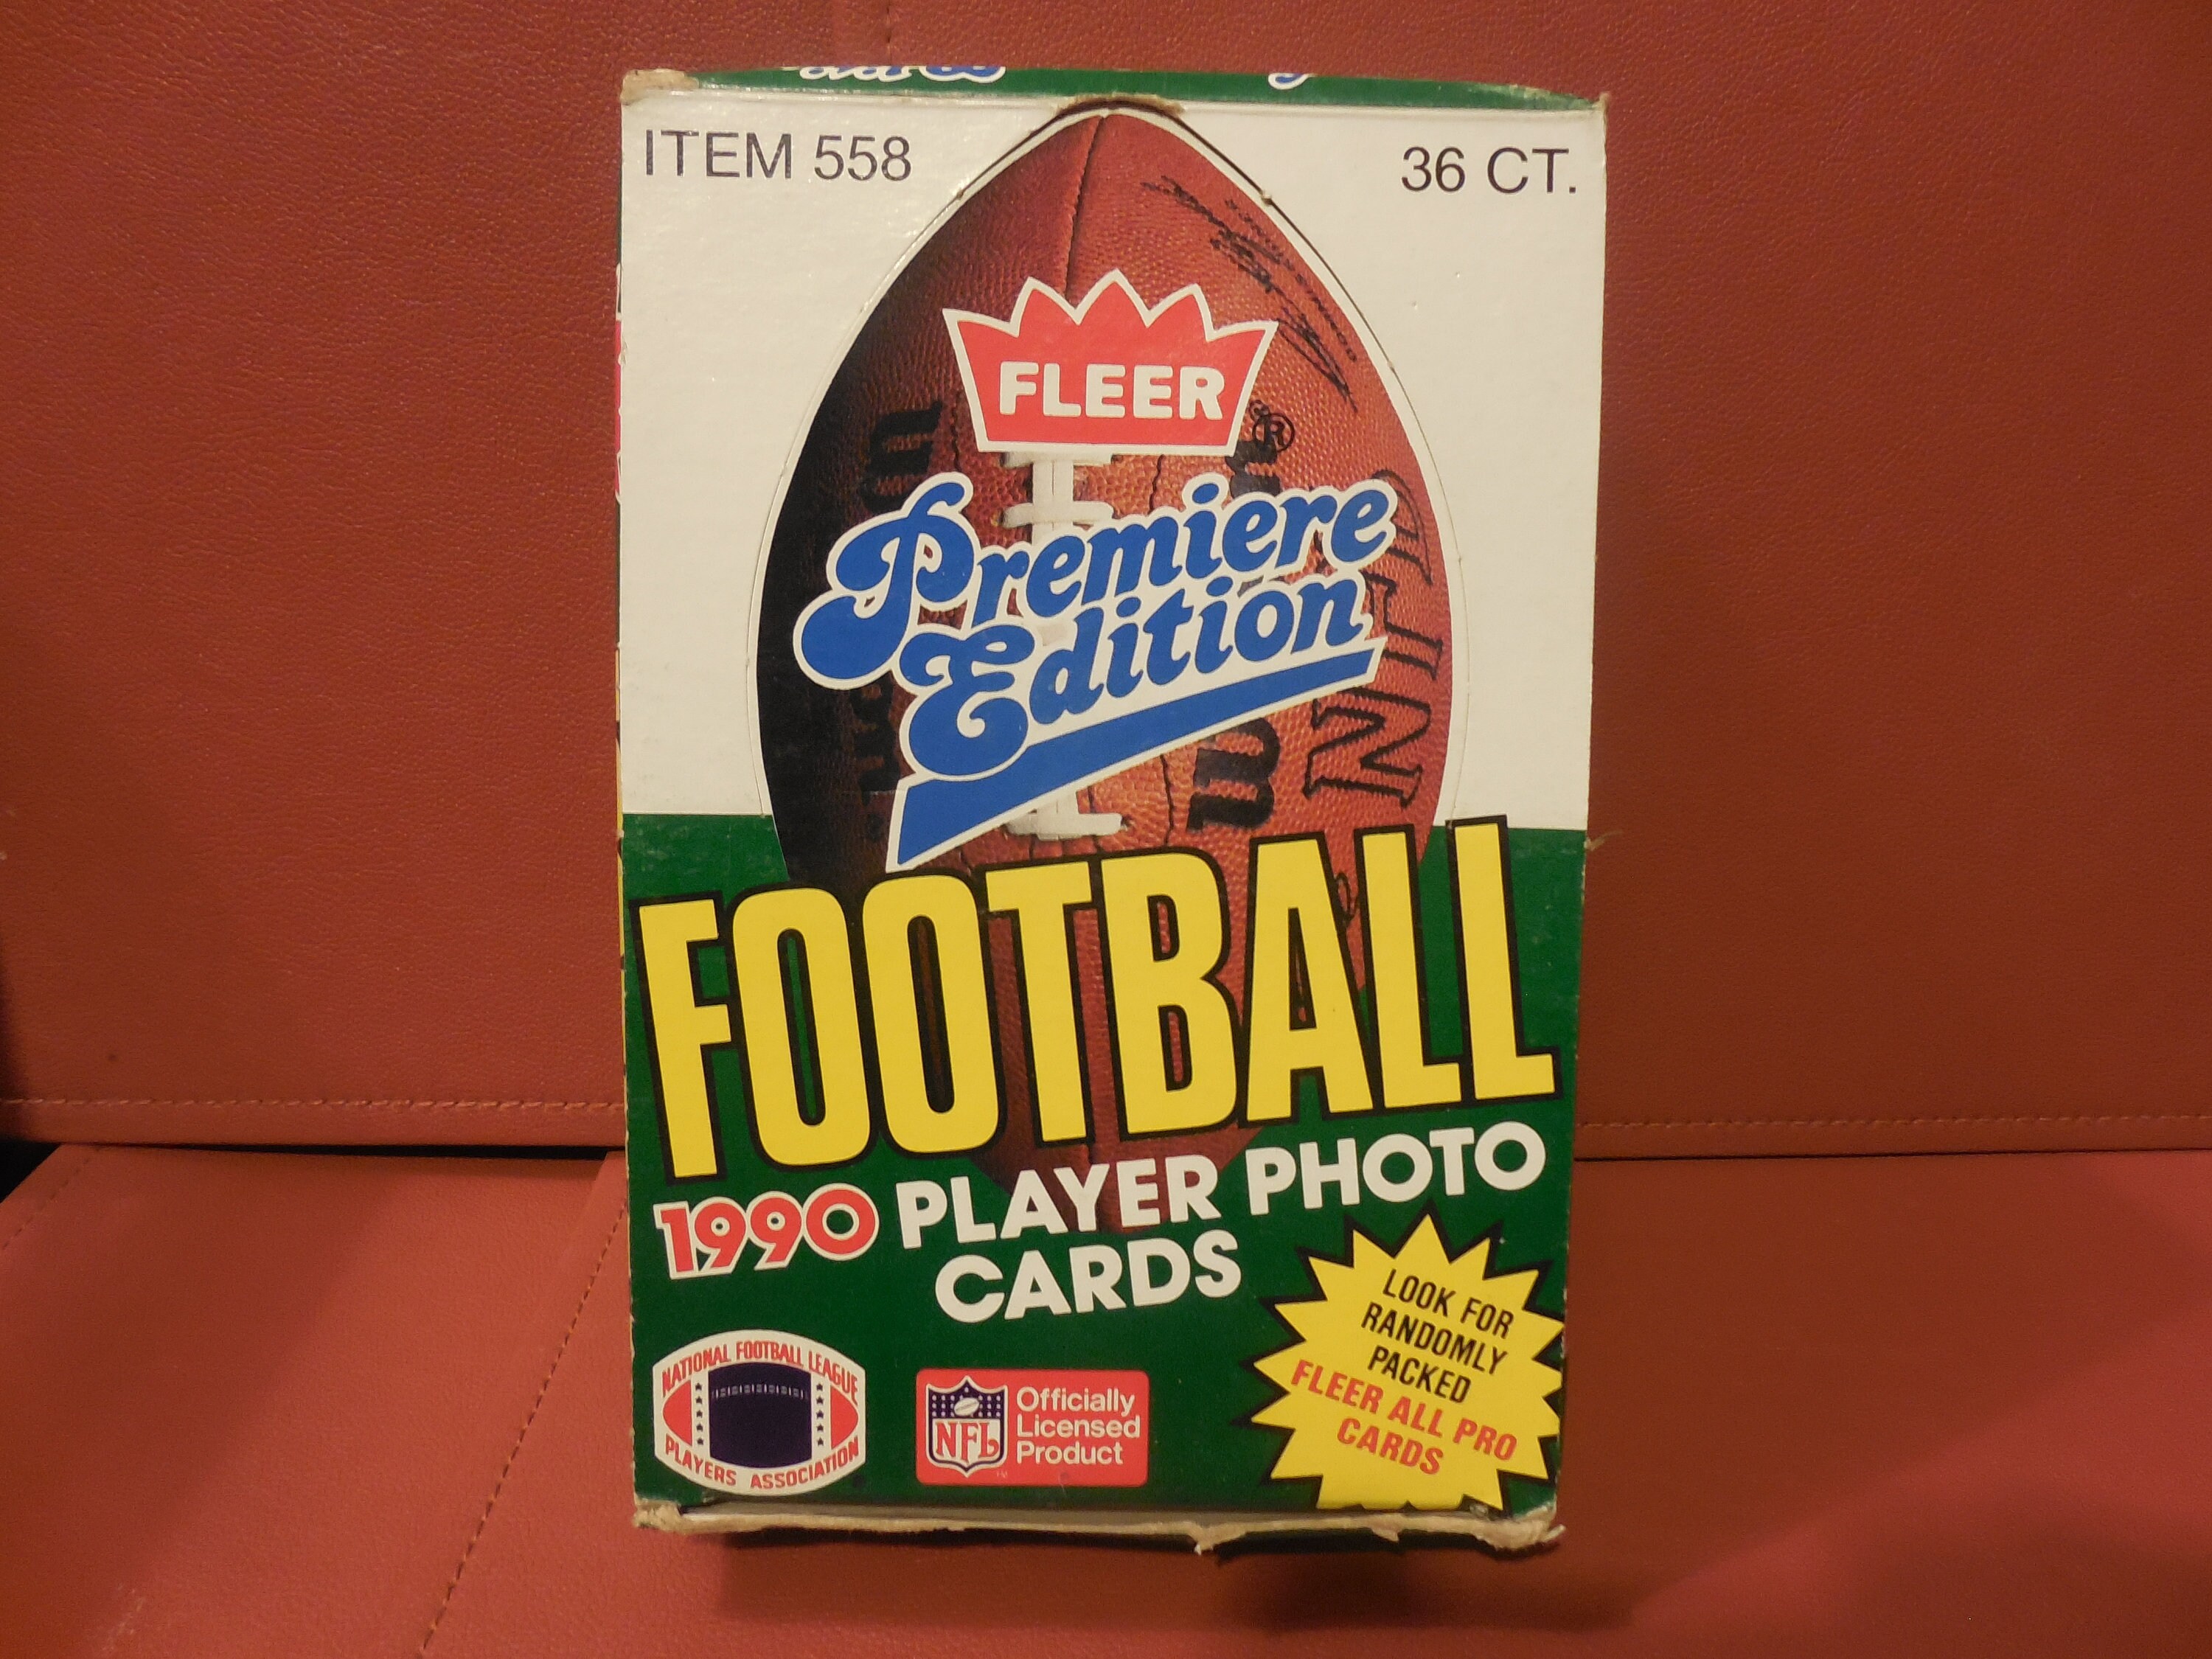 ITEM 558
36 CT.
FLEER
®
Premiere
Edition
NFL
FOOTBALL
1990 PLAYER PHOTO
CARDS
LOOK FOR
RANDOMLY
PACKED
FLEER ALL PRO
CARDS
NATIONAL FOOTBALL LEAGUE
PLAYERS ASSOCIATION
NFL
Officially
Licensed
Product